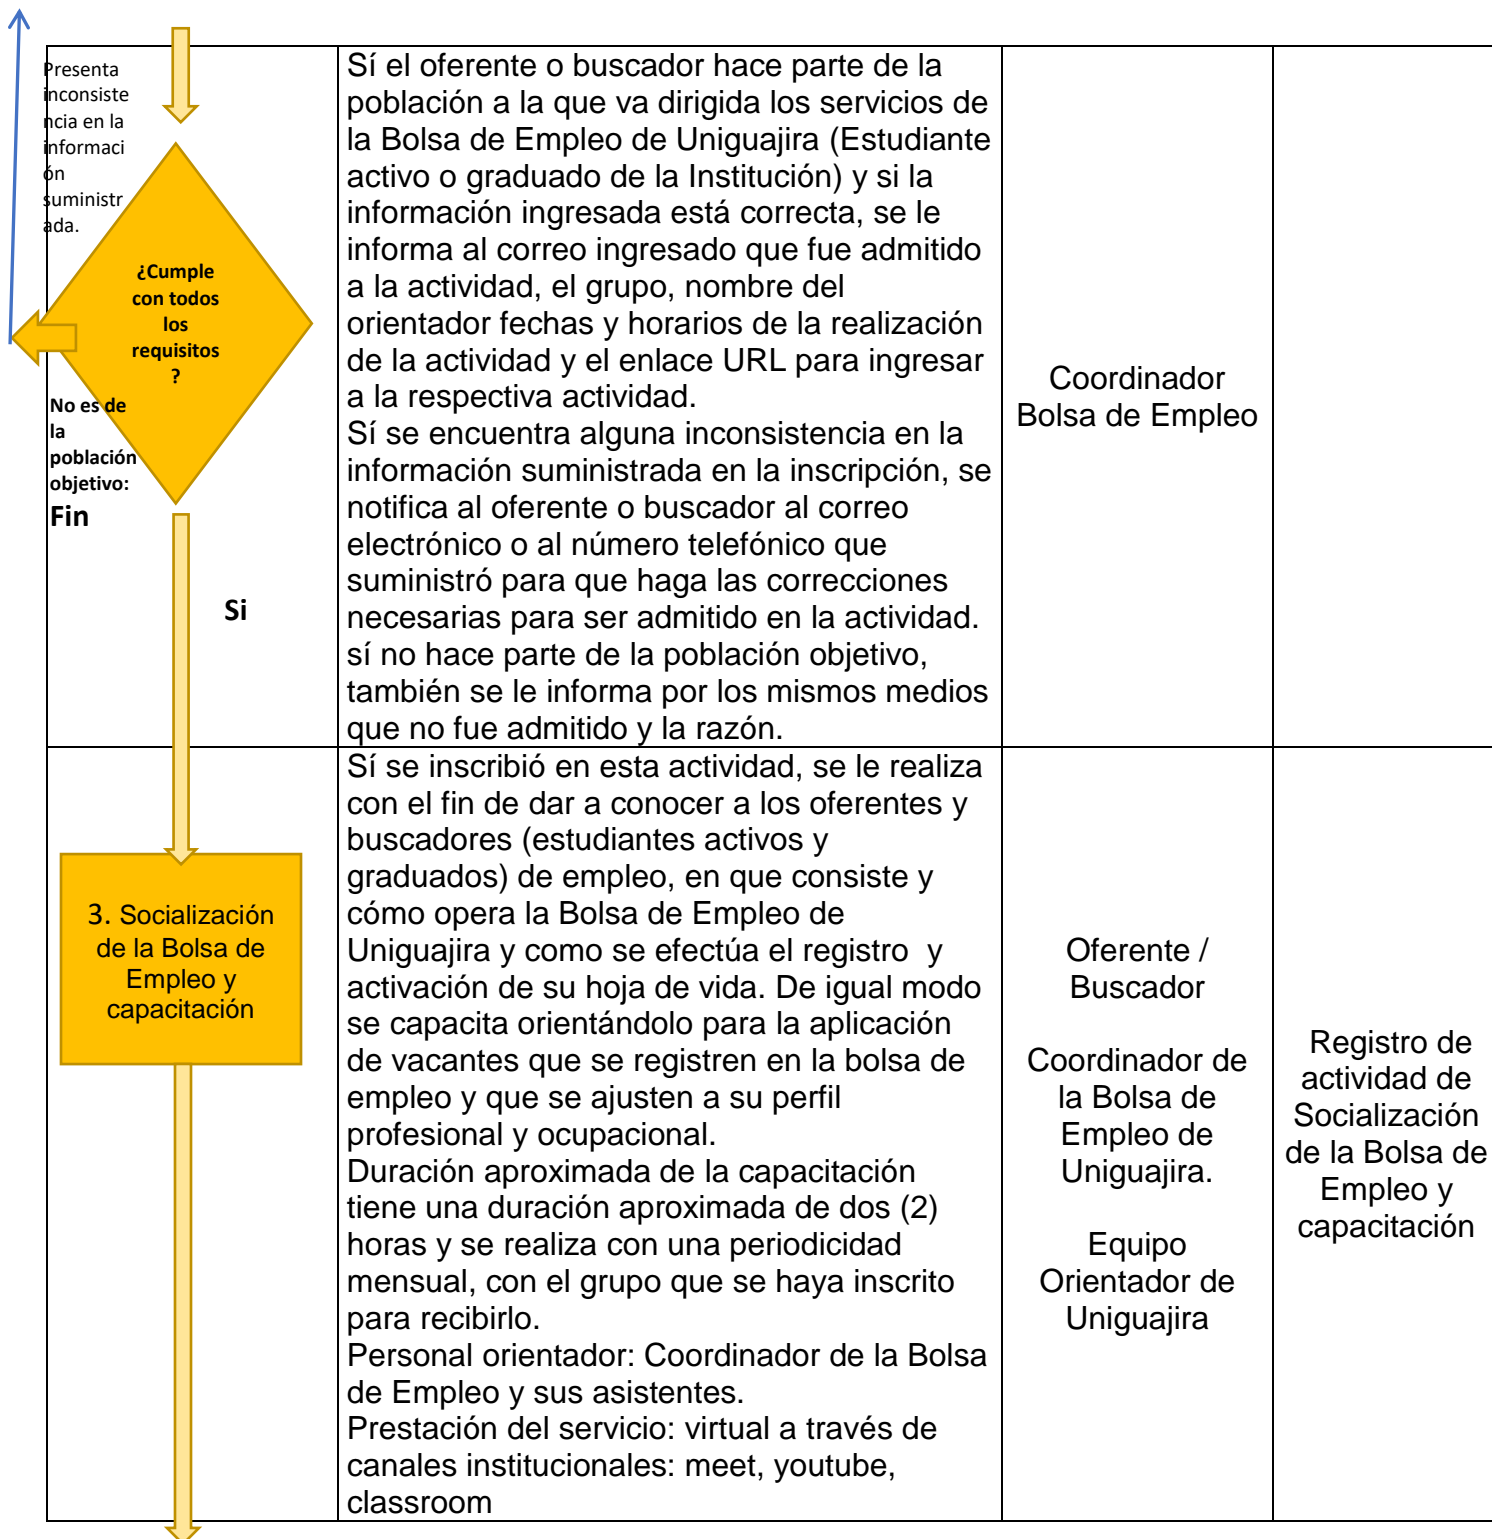 Presenta
inconsiste
ncia en la
informaci
ón
suministr
ada.
¿Cumple
con todos
los
requisitos
?
No es de
la
población
objetivo:
Fin
Si
Sí el oferente o buscador hace parte de la
población a la que va dirigida los servicios de
la Bolsa de Empleo de Uniguajira (Estudiante
activo o graduado de la Institución) y si la
información ingresada está correcta, se le
informa al correo ingresado que fue admitido
a la actividad, el grupo, nombre del
orientador fechas y horarios de la realización
de la actividad y el enlace URL para ingresar
a la respectiva actividad.
Sí se encuentra alguna inconsistencia en la
información suministrada en la inscripción, se
notifica al oferente o buscador al correo
electrónico o al número telefónico que
suministró para que haga las correcciones
necesarias para ser admitido en la actividad.
sí no hace parte de la población objetivo,
también se le informa por los mismos medios
que no fue admitido y la razón.
Coordinador
Bolsa de Empleo
3. Socialización
de la Bolsa de
Empleo y
capacitación
Sí se inscribió en esta actividad, se le realiza
con el fin de dar a conocer a los oferentes y
buscadores (estudiantes activos y
graduados) de empleo, en que consiste y
cómo opera la Bolsa de Empleo de
Uniguajira y como se efectúa el registro  y
activación de su hoja de vida. De igual modo
se capacita orientándolo para la aplicación
de vacantes que se registren en la bolsa de
empleo y que se ajusten a su perfil
profesional y ocupacional.
Duración aproximada de la capacitación
tiene una duración aproximada de dos (2)
horas y se realiza con una periodicidad
mensual, con el grupo que se haya inscrito
para recibirlo.
Personal orientador: Coordinador de la Bolsa
de Empleo y sus asistentes.
Prestación del servicio: virtual a través de
canales institucionales: meet, youtube,
classroom
Oferente /
Buscador
Coordinador de
la Bolsa de
Empleo de
Uniguajira.
Equipo
Orientador de
Uniguajira
Registro de
actividad de
Socialización
de la Bolsa de
Empleo y
capacitación